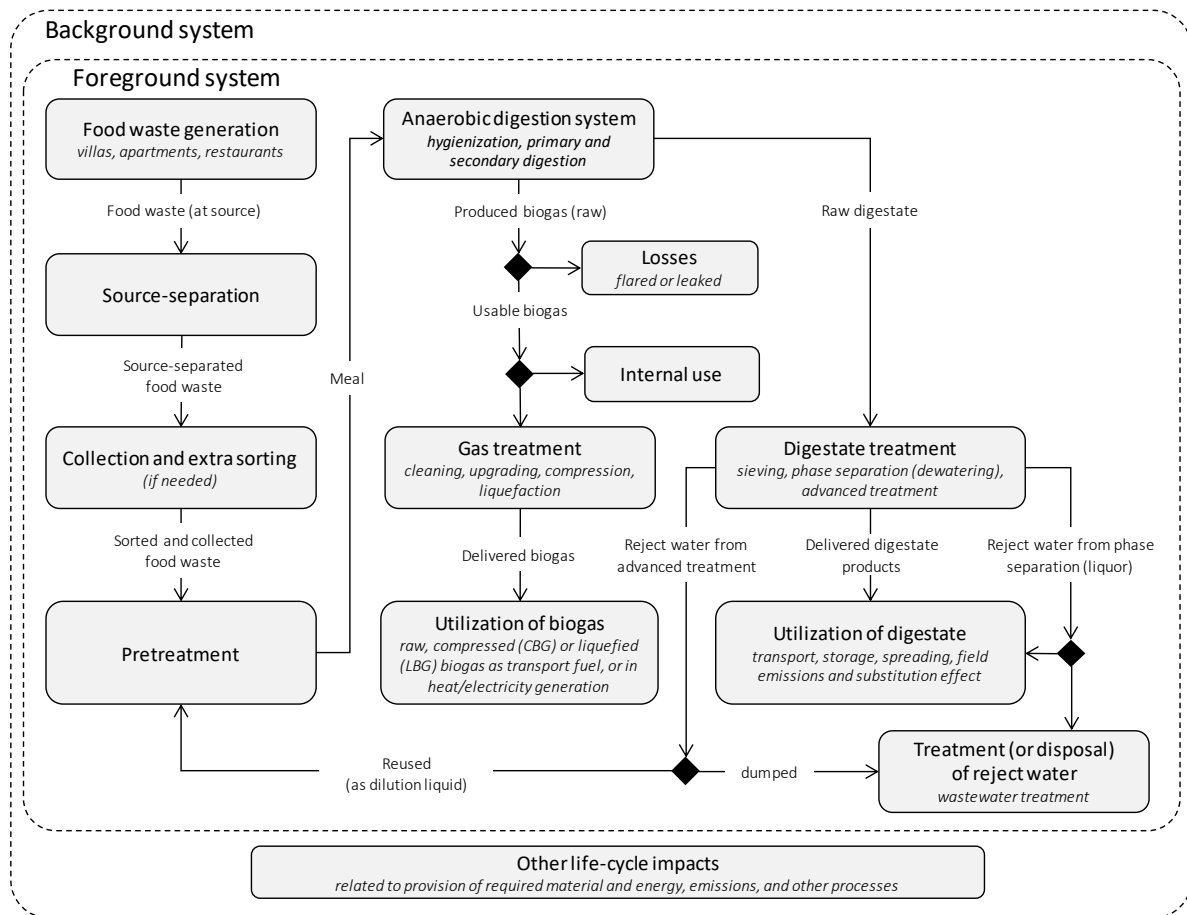 Background system
Foreground system
Food waste generation
villas, apartments, restaurants
Food waste (at source)
Source-separation
Source-separated
food waste
Collection and extra sorting
(if needed)
Sorted and collected
food waste
Pretreatment
Meal
Anaerobic digestion system
hygienization, primary and
secondary digestion
Produced biogas (raw)
Losses
flared or leaked
Usable biogas
Internal use
Gas treatment
cleaning, upgrading, compression,
liquefaction
Delivered biogas
Utilization of biogas
raw, compressed (CBG) or liquefied
(LBG) biogas as transport fuel, or in
heat/electricity generation
Raw digestate
Digestate treatment
sieving, phase separation (dewatering),
advanced treatment
Reject water from
advanced treatment
Delivered digestate
products
Reject water from phase
separation (liquor)
Utilization of digestate
transport, storage, spreading, field
emissions and substitution effect
Reused
(as dilution liquid)
dumped
Treatment (or disposal)
of reject water
wastewater treatment
Other life-cycle impacts
related to provision of required material and energy, emissions, and other processes